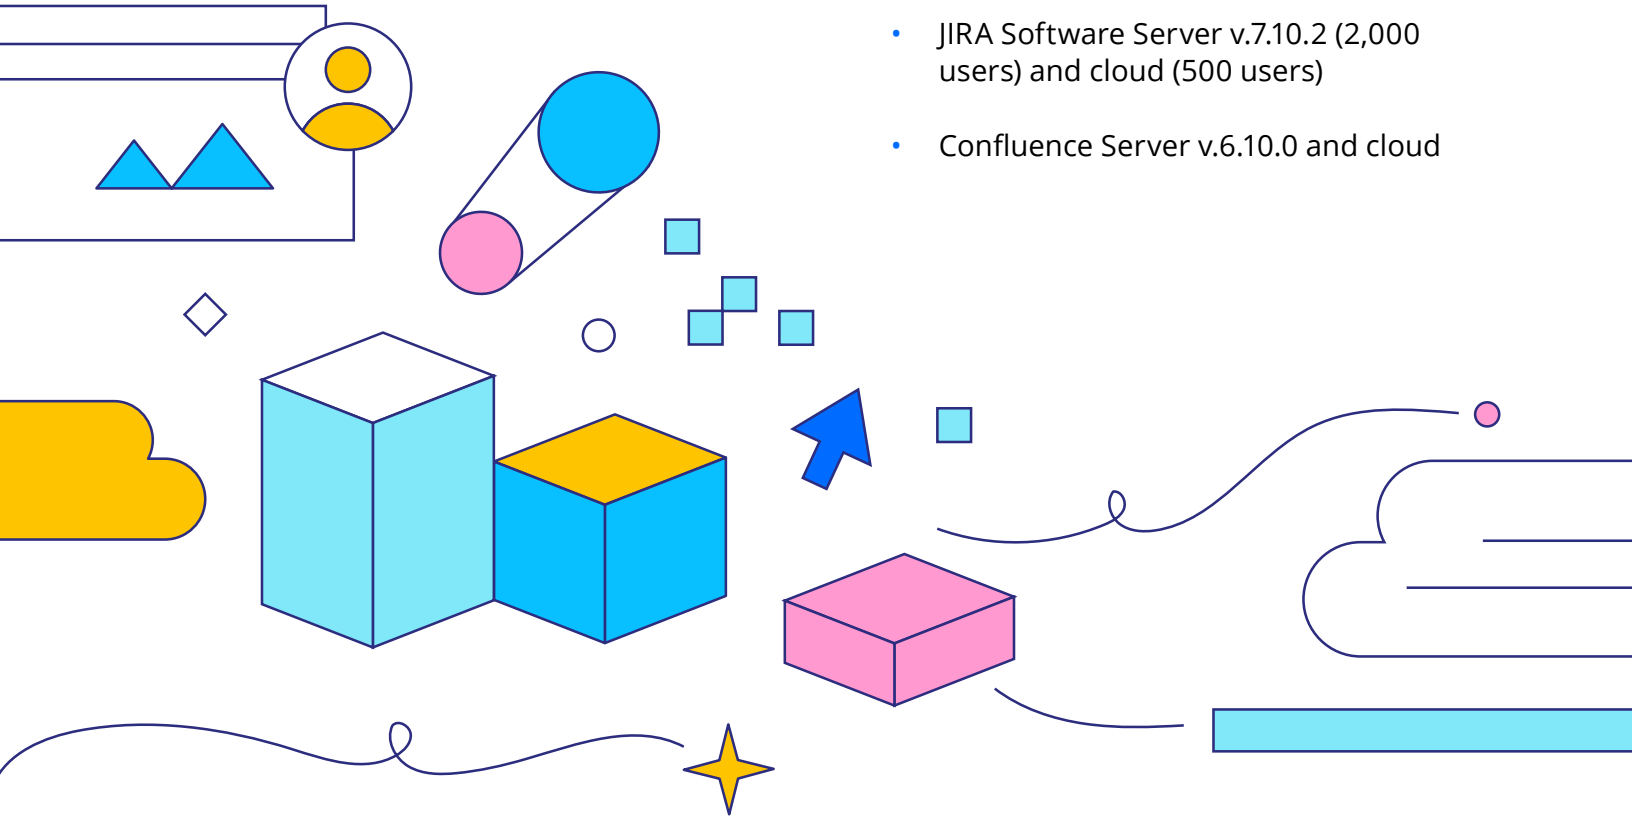 • JIRA Software Server v.7.10.2 (2,000
users) and cloud (500 users)
• Confluence Server v.6.10.0 and cloud